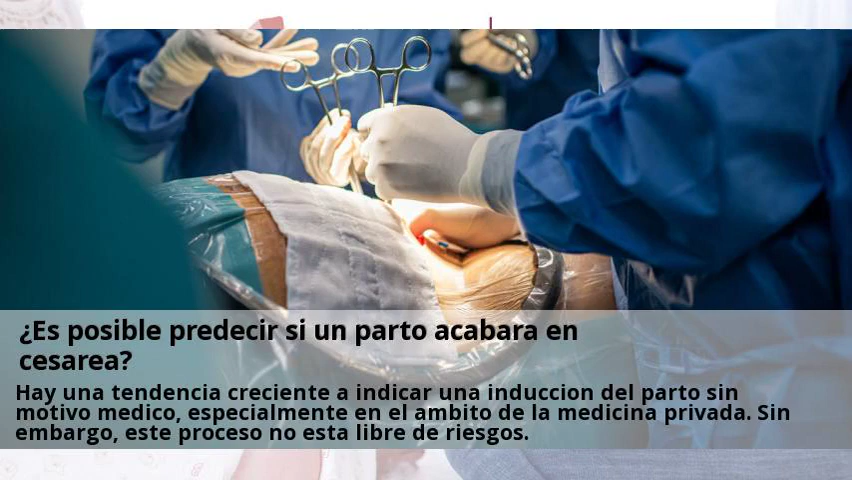 ¿Es posible predecir si un parto acabara en
cesarea?
Hay una tendencia creciente a indicar una induccion del parto sin
motivo medico, especialmente en el ambito de la medicina privada. Sin
embargo, este proceso no esta libre de riesgos.